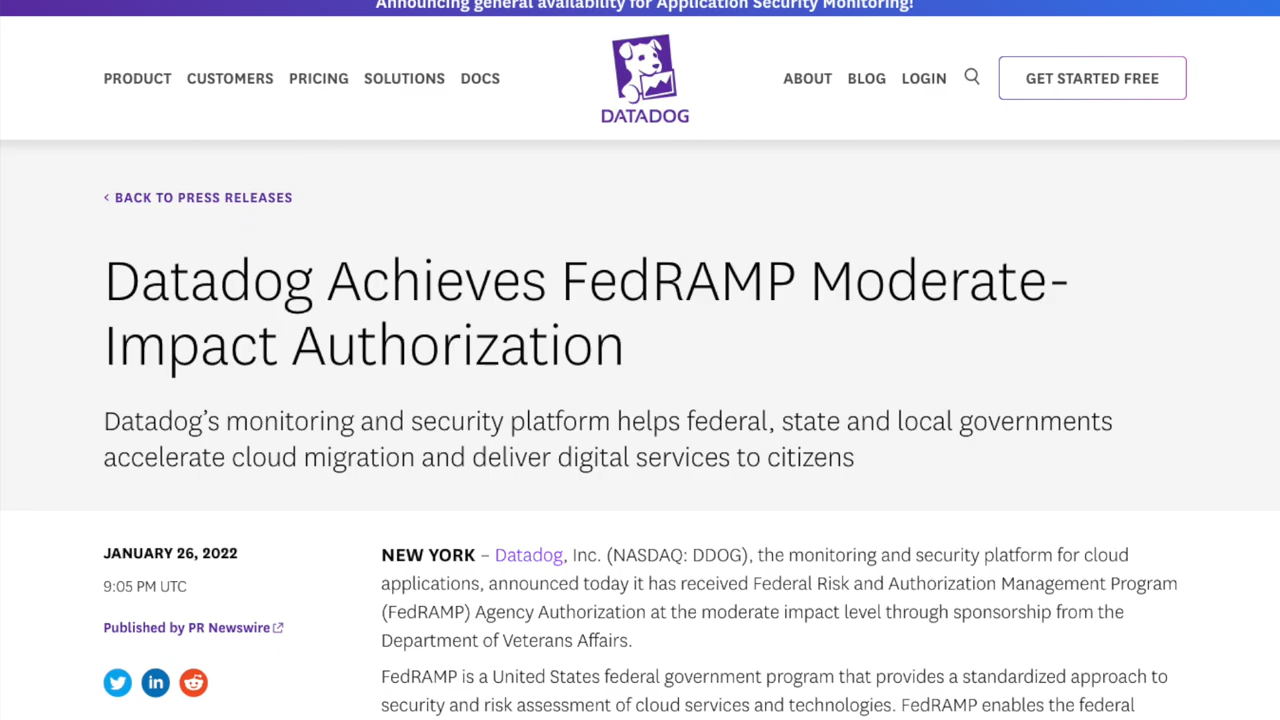 Announcing general availability for Application Security Monitoring!
PRODUCT CUSTOMERS PRICING SOLUTIONS DOCS
DATADOG
ABOUT BLOG LOGIN GET STARTED FREE
< BACK TO PRESS RELEASES
Datadog Achieves FedRAMP Moderate-
Impact Authorization
Datadog’s monitoring and security platform helps federal, state and local governments
accelerate cloud migration and deliver digital services to citizens
JANUARY 26, 2022
9:05 PM UTC
Published by PR Newswire
NEW YORK – Datadog, Inc. (NASDAQ: DDOG), the monitoring and security platform for cloud
applications, announced today it has received Federal Risk and Authorization Management Program
(FedRAMP) Agency Authorization at the moderate impact level through sponsorship from the
Department of Veterans Affairs.
FedRAMP is a United States federal government program that provides a standardized approach to
security and risk assessment of cloud services and technologies. FedRAMP enables the federal